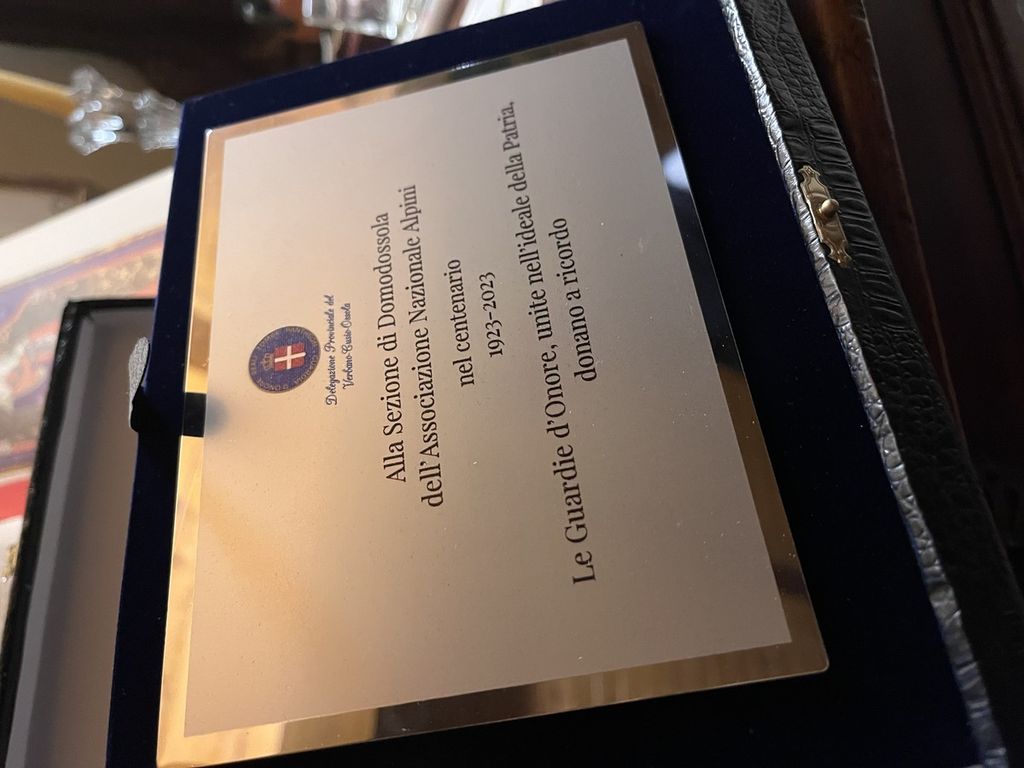 Delegazione Provinciale del
Verbano-Cusio-Ossola
Alla Sezione di Domodossola
dell'Associazione Nazionale Alpini
nel centenario
1923-2023
Le Guardie d'Onore, unite nell'ideale della Patria,
donano a ricordo